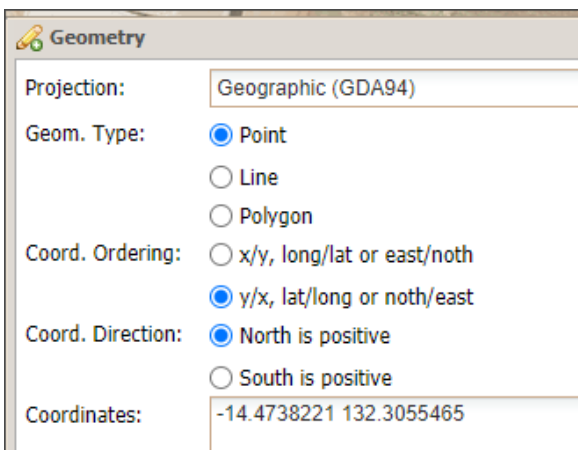 Geometry
Projection: Geographic (GDA94)
Geom. Type: Point
Line
Polygon
Coord. Ordering: x/y, long/lat or east/noth
y/x, lat/long or noth/east
Coord. Direction: North is positive
South is positive
Coordinates: -14.4738221 132.3055465